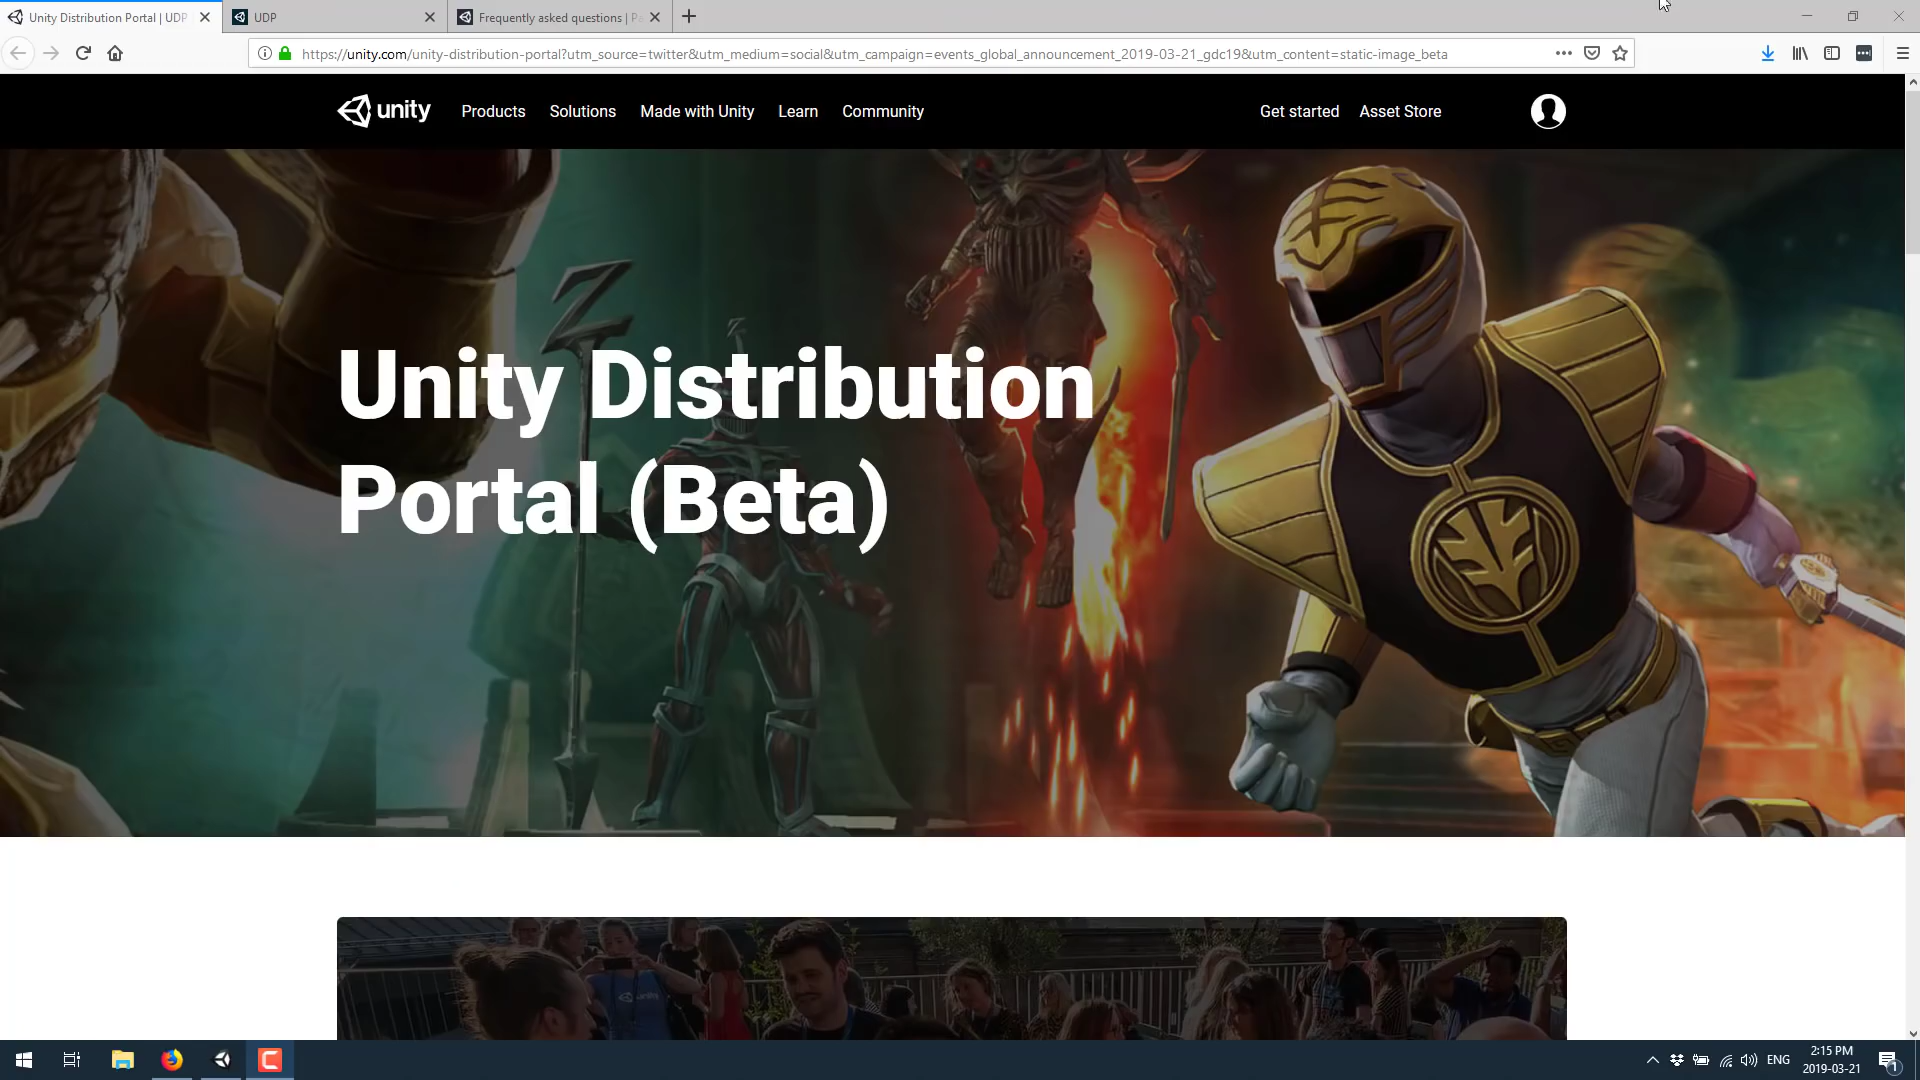 Unity Distribution Portal | UDP
UDP
Frequently asked questions |
https://unity.com/unity-distribution-portal?utm_source=twitter&utm_medium=social&utm_campaign=events_global_announcement_2019-03-21_gdc19&utm_content=static-image_beta
unity Products Solutions Made with Unity Learn Community Get started Asset Store
Unity Distribution
Portal (Beta)
ENG
2:15 PM
2019-03-21
1